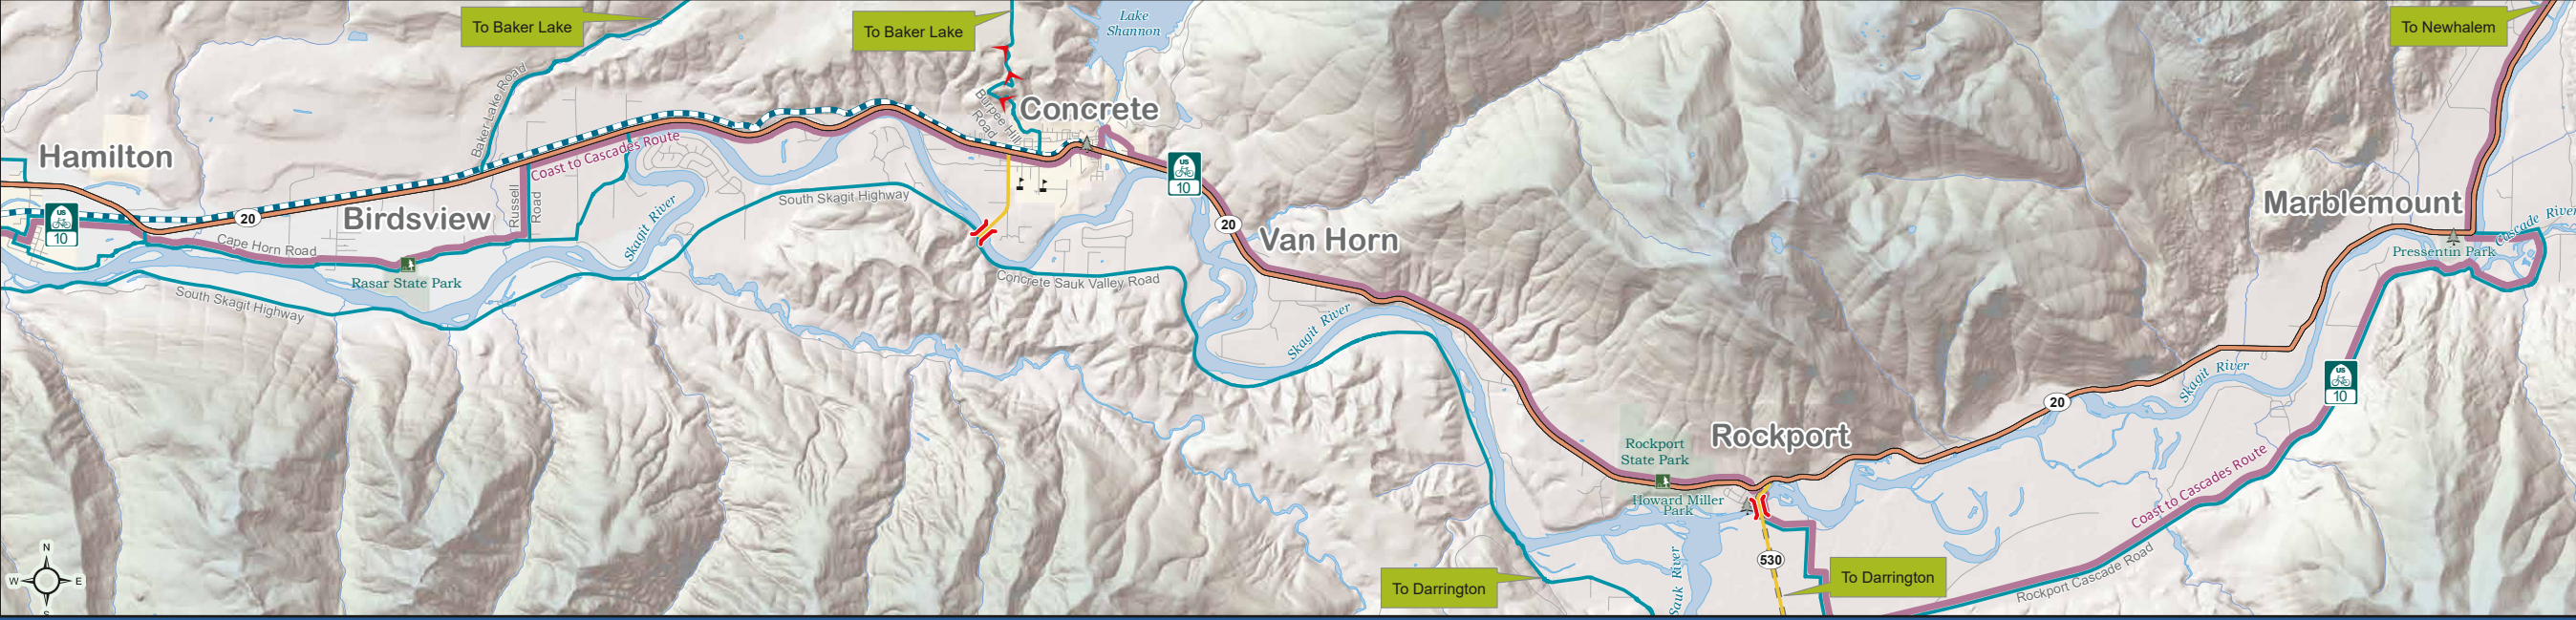 To Baker Lake
To Baker Lake
Lake
Shannon
To Newhalem
Baker Lake Road
Burpee Hill
Road
Concrete
Hamilton
Coast to Cascades Route
US
10
US
10
20
Birdsview
Russell
Road
Skagit River
South Skagit Highway
20
Van Horn
Marblemount
Cascade River
Pressentin Park
Cape Horn Road
Rasar State Park
South Skagit Highway
Concrete Sauk Valley Road
Skagit River
Skagit River
US
10
20
Rockport
Rockport
State Park
Howard Miller
Park
Coast to Cascades Route
Rockport Cascade Road
530
Sauk River
To Darrington
To Darrington
N
W
E
S